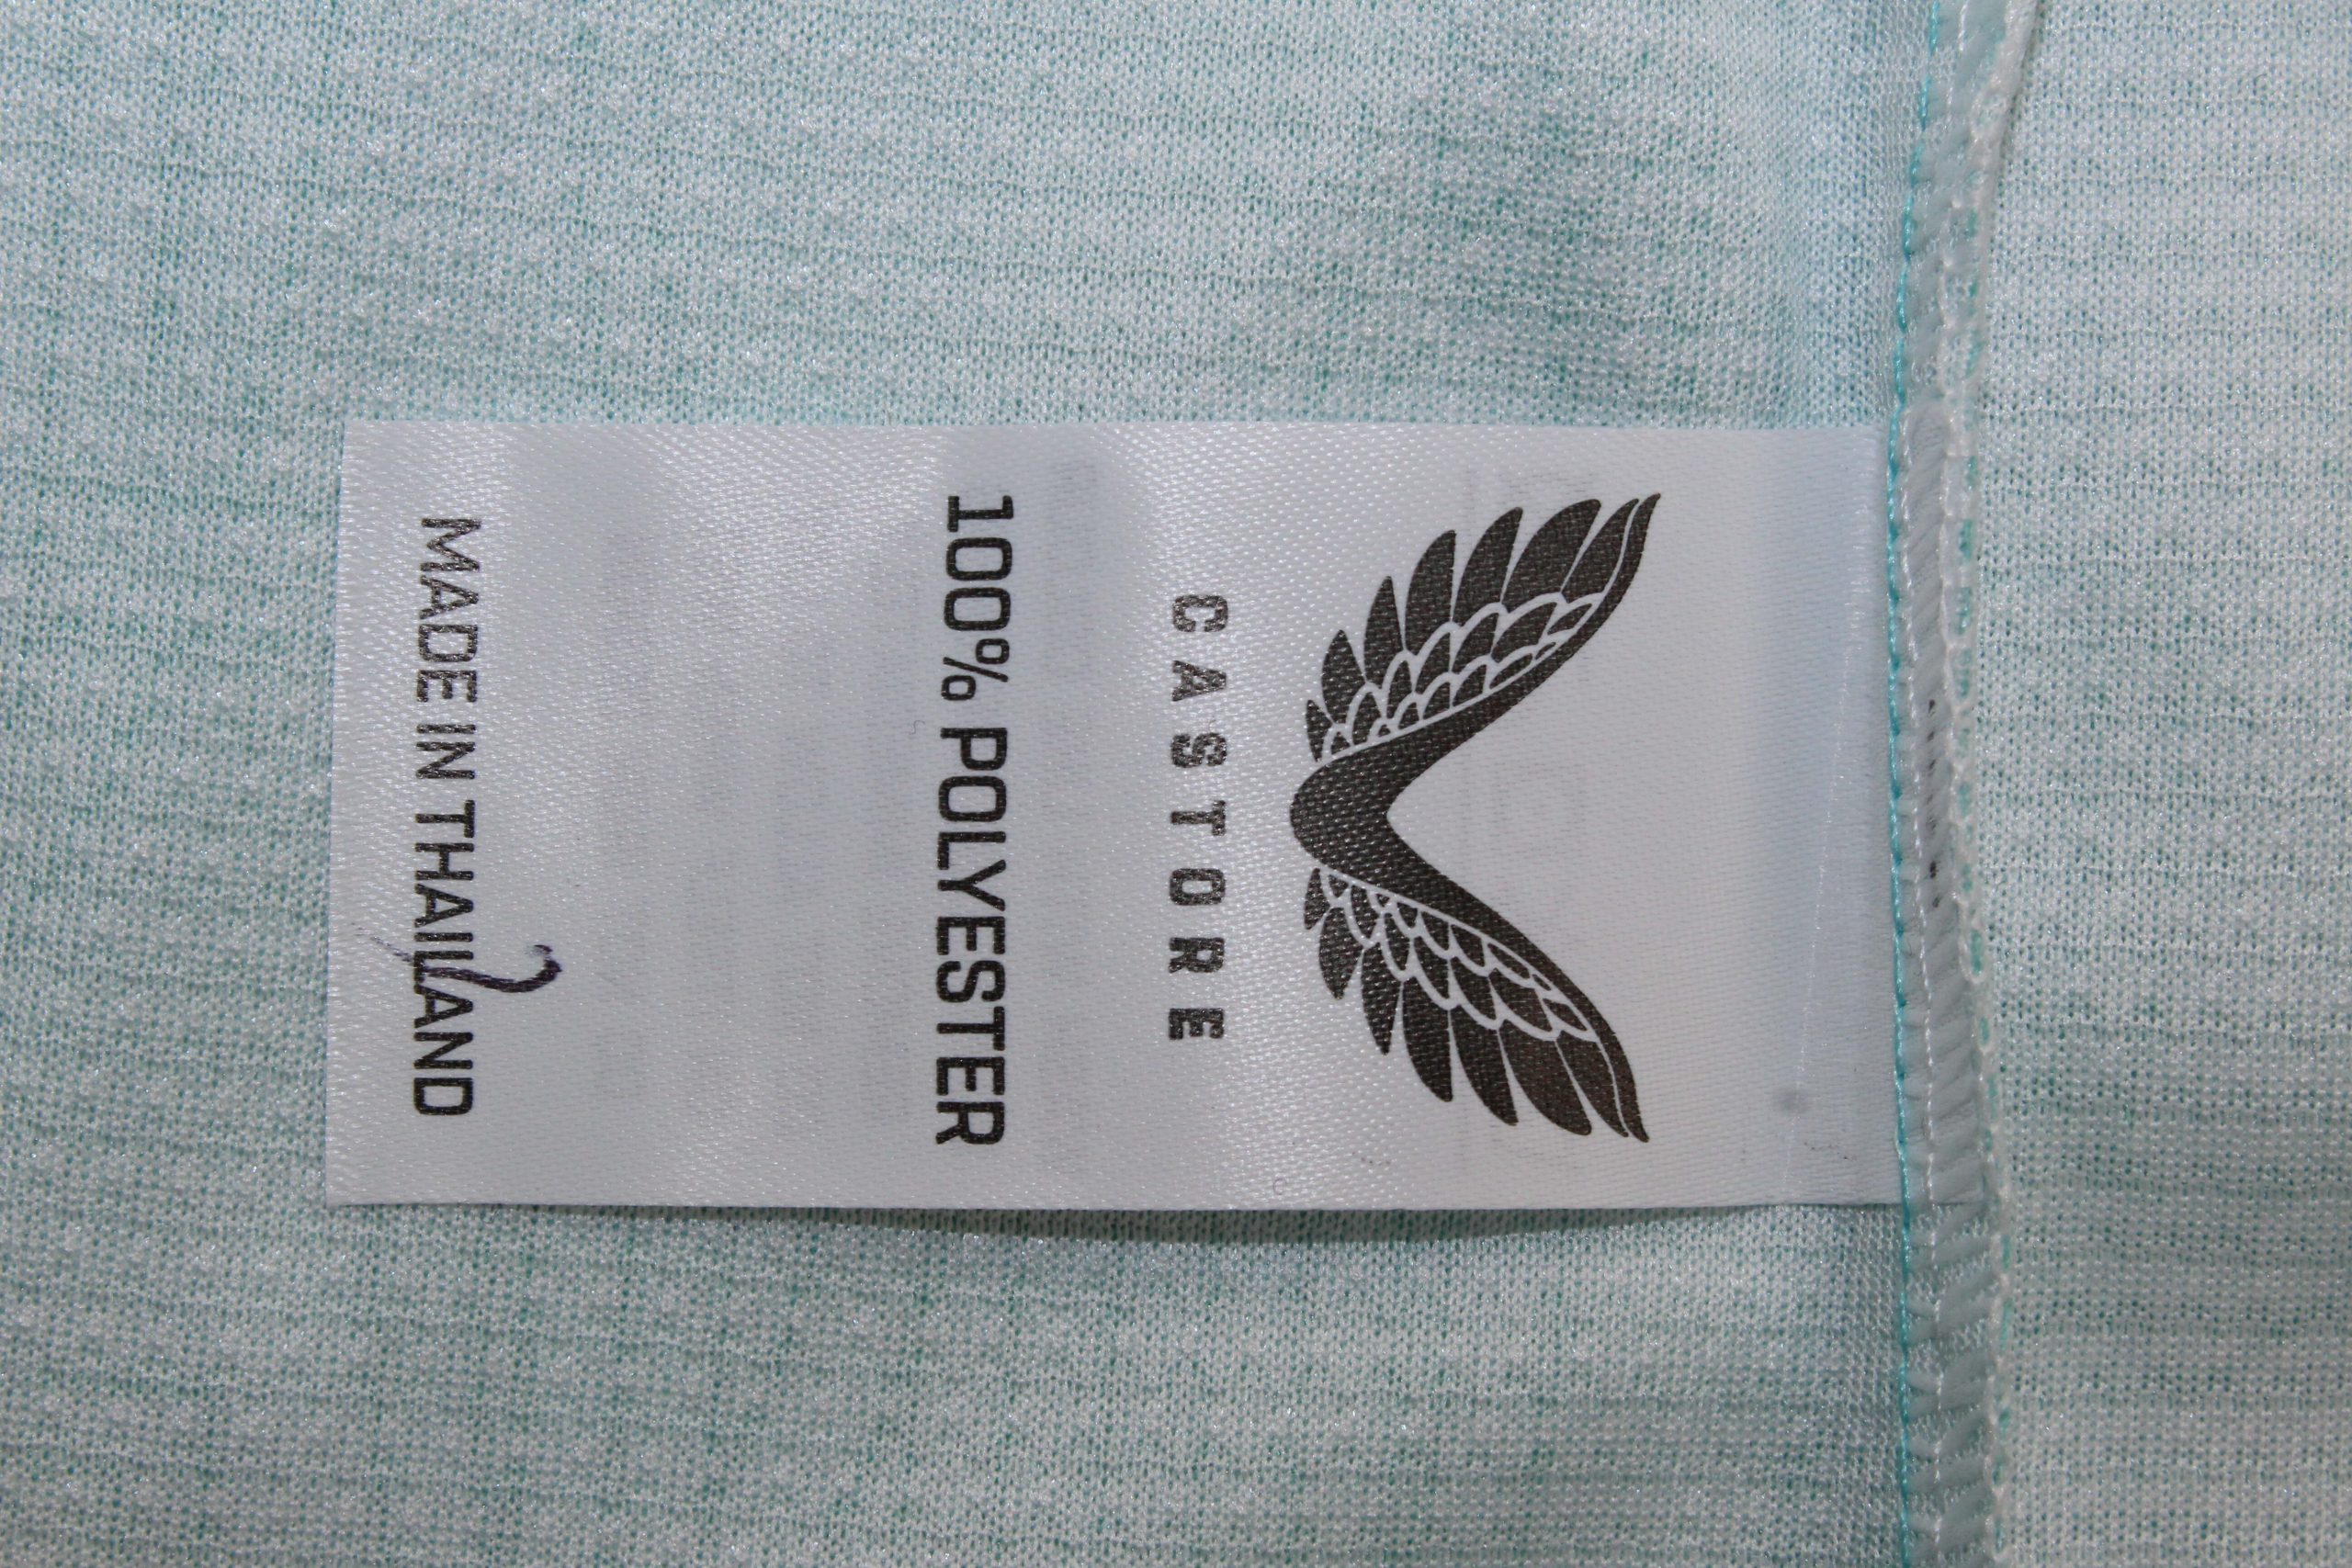 CASTORE
100% POLYESTER
MADE IN THAILAND